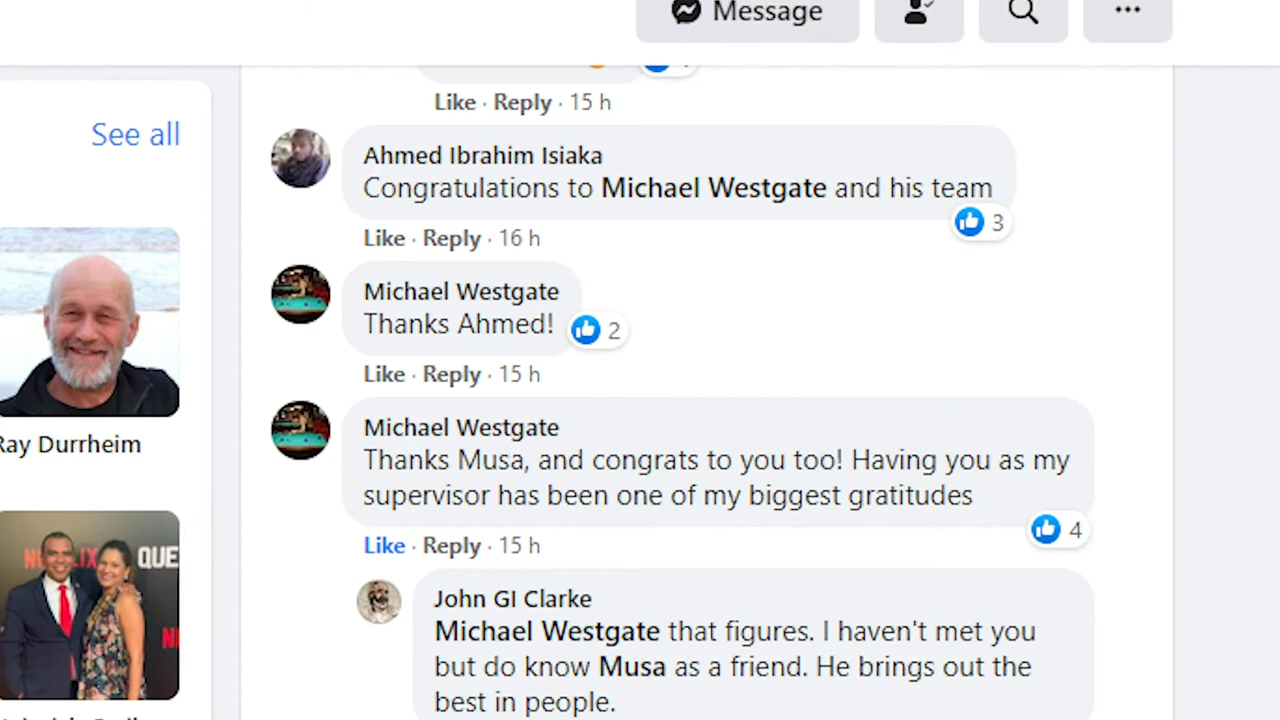 Message
Like · Reply · 15 h
See all
Ahmed Ibrahim Isiaka
Congratulations to Michael Westgate and his team
3
Like · Reply · 16 h
Michael Westgate
Thanks Ahmed!
2
Like · Reply · 15 h
Ray Durrheim
Michael Westgate
Thanks Musa, and congrats to you too! Having you as my
supervisor has been one of my biggest gratitudes
4
Like · Reply · 15 h
QUE
John GI Clarke
Michael Westgate that figures. I haven't met you
but do know Musa as a friend. He brings out the
best in people.